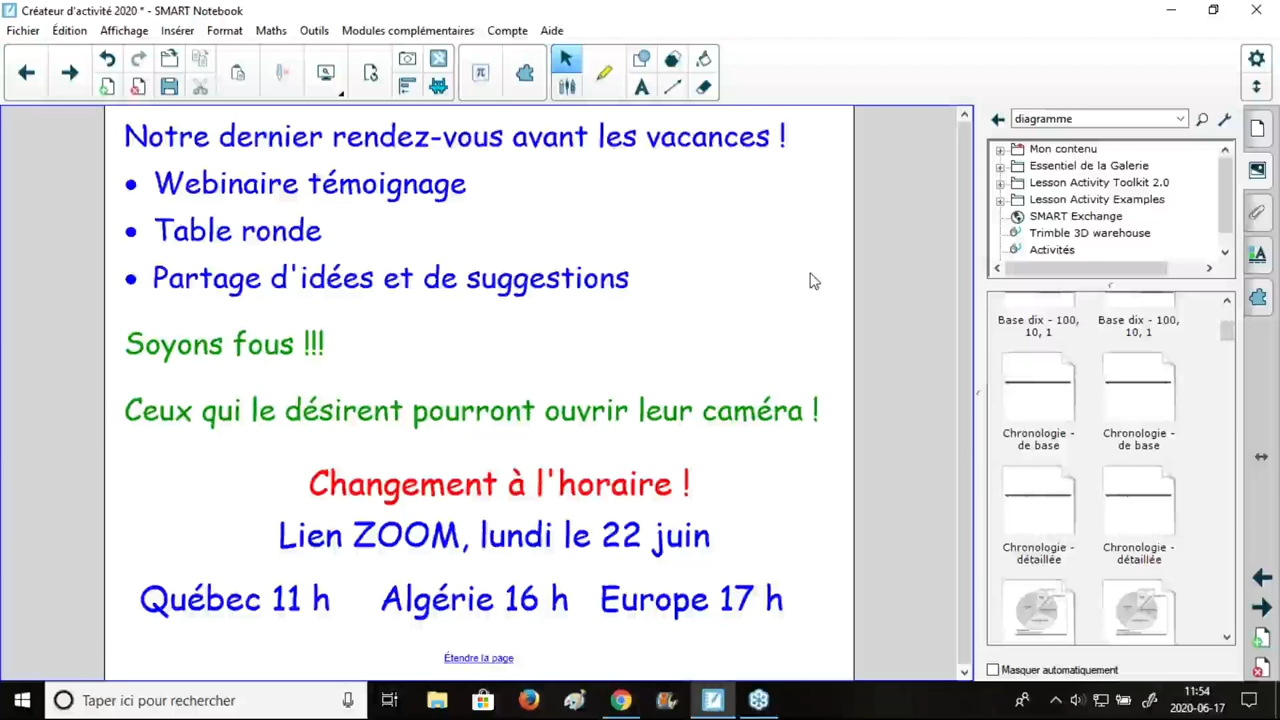 Créateur d'activité 2020 * - SMART Notebook
Fichier Édition Affichage Insérer Format Maths Outils Modules complémentaires Compte Aide
Notre dernier rendez-vous avant les vacances !
• Webinaire témoignage
• Table ronde
• Partage d'idées et de suggestions
Soyons fous !!!
Ceux qui le désirent pourront ouvrir leur caméra !
Changement à l'horaire !
Lien ZOOM, lundi le 22 juin
Québec 11 h Algérie 16 h Europe 17 h
Étendre la page
diagramme
Mon contenu
Essentiel de la Galerie
Lesson Activity Toolkit 2.0
Lesson Activity Examples
SMART Exchange
Trimble 3D warehouse
Activités
Base dix - 100, Base dix - 100,
10, 1 10, 1
Chronologie - Chronologie -
de base de base
Chronologie - Chronologie -
détaillée détaillée
Masquer automatiquement
Taper ici pour rechercher
11:54
2020-06-17